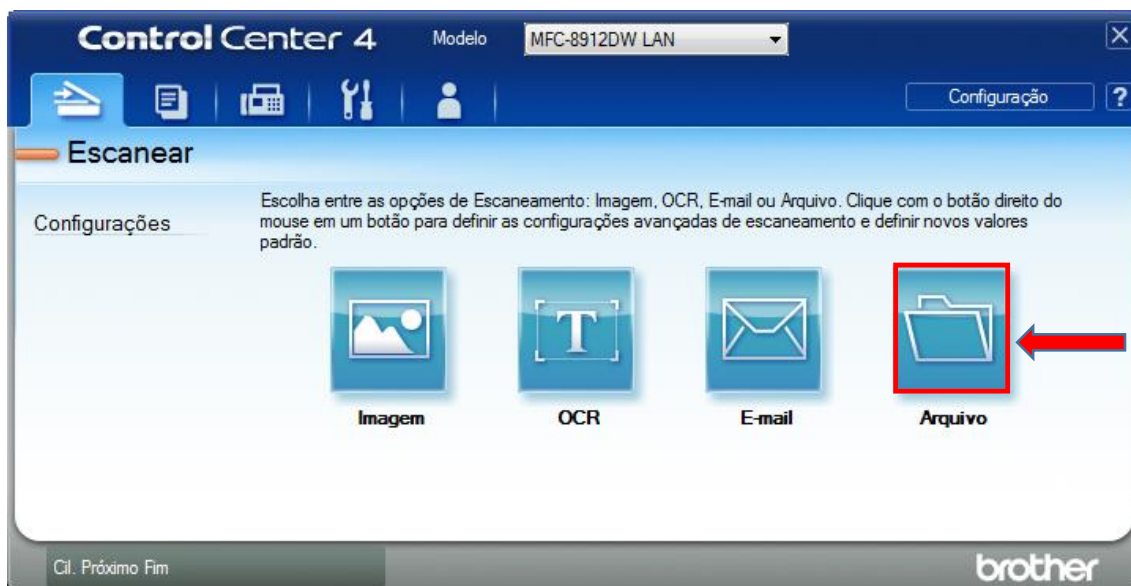 Control Center 4 Modelo MFC-8912DW LAN
Configuração ?
Escanear
Configurações
Escolha entre as opções de Escaneamento: Imagem, OCR, E-mail ou Arquivo. Clique com o botão direito do
mouse em um botão para definir as configurações avançadas de escaneamento e definir novos valores
padrão.
T
Imagem OCR E-mail Arquivo
Cil. Próximo Fim
brother